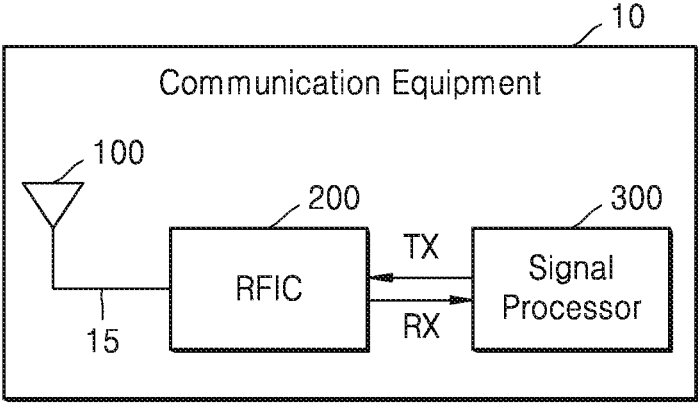 10
Communication Equipment
100
200
300
TX
RFIC
Signal
Processor
RX
15